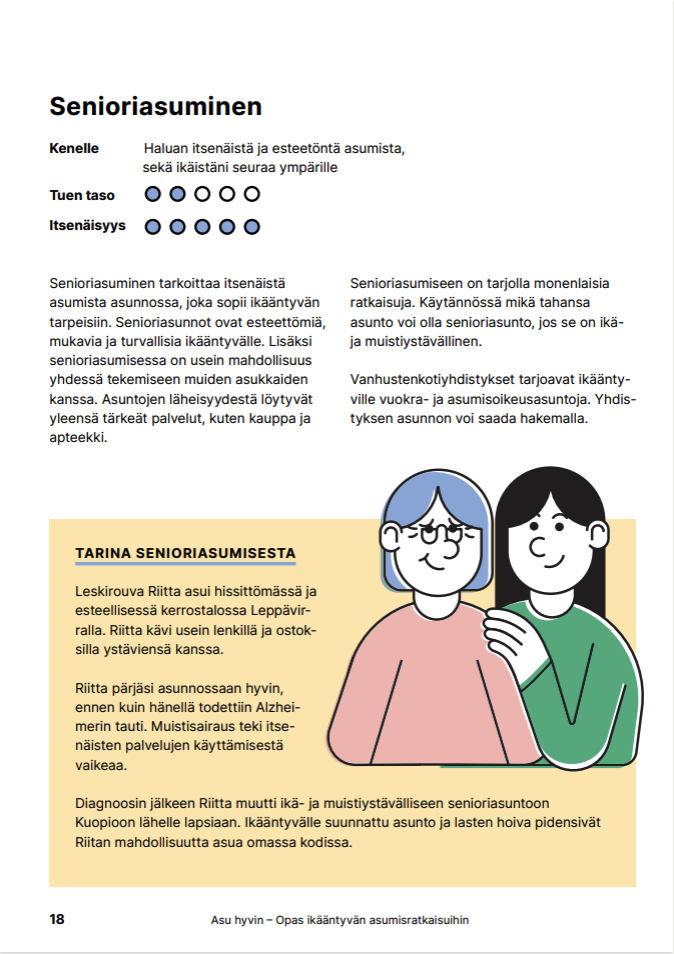 Senioriasuminen
Kenelle Haluan itsenäistä ja esteetöntä asumista,
sekä ikäistäni seuraa ympärille
Tuen taso
Itsenäisyys
Senioriasuminen tarkoittaa itsenäistä
asumista asunnossa, joka sopii ikääntyvän
tarpeisiin. Senioriasunnot ovat esteettömiä,
mukavia ja turvallisia ikääntyvälle. Lisäksi
senioriasumisessa on usein mahdollisuus
yhdessä tekemiseen muiden asukkaiden
kanssa. Asuntojen läheisyydestä löytyvät
yleensä tärkeät palvelut, kuten kauppa ja
apteekki.
Senioriasumiseen on tarjolla monenlaisia
ratkaisuja. Käytännössä mikä tahansa
asunto voi olla senioriasunto, jos se on ikä-
ja muistiystävällinen.
Vanhustenkotiyhdistykset tarjoavat ikäänty-
ville vuokra- ja asumisoikeusasuntoja. Yhdis-
tyksen asunnon voi saada hakemalla.
TARINA SENIORIASUMISESTA
Leskirouva Riitta asui hissittömässä ja
esteellisessä kerrostalossa Leppävir-
ralla. Riitta kävi usein lenkillä ja ostok-
silla ystäviensä kanssa.
Riitta pärjäsi asunnossaan hyvin,
ennen kuin hänellä todettiin Alzhei-
merin tauti. Muistisairaus teki itse-
näisten palvelujen käyttämisestä
vaikeaa.
Diagnoosin jälkeen Riitta muutti ikä- ja muistiystävälliseen senioriasuntoon
Kuopioon lähelle lapsiaan. Ikääntyvälle suunnattu asunto ja lasten hoiva pidensivät
Riitan mahdollisuutta asua omassa kodissa.
18 Asu hyvin – Opas ikääntyvän asumisratkaisuihin